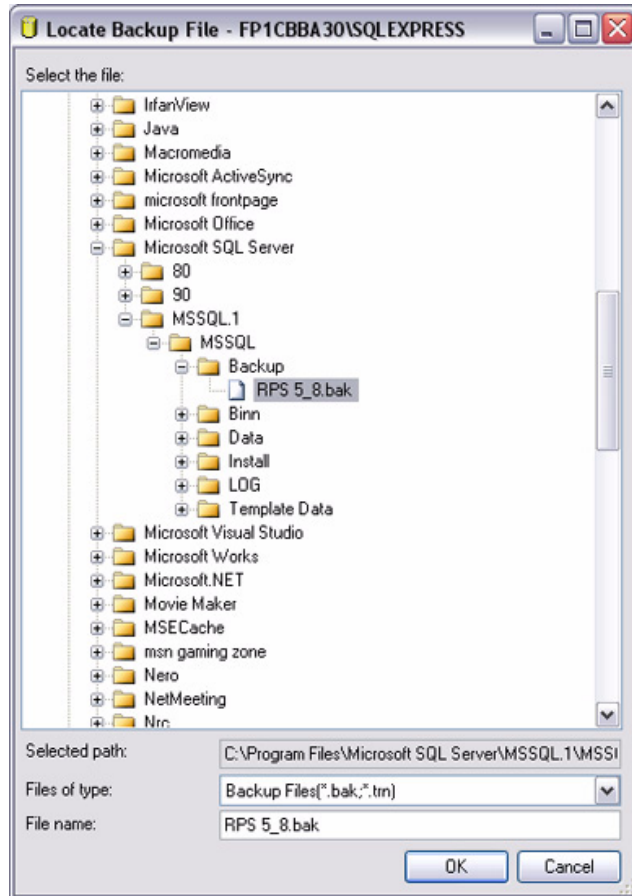 Locate Backup File - FP1CBBA30\SQLEXPRESS
Select the file:
IrfanView
Java
Macromedia
Microsoft ActiveSync
microsoft frontpage
Microsoft Office
Microsoft SQL Server
80
90
MSSQL.1
MSSQL
Backup
RPS 5_8.bak
Binn
Data
Install
LOG
Template Data
Microsoft Visual Studio
Microsoft Works
Microsoft.NET
Movie Maker
MSECache
msn gaming zone
Nero
NetMeeting
Nrc
Selected path: C:\Program Files\Microsoft SQL Server\MSSQL.1\MSS
Files of type: Backup Files(*.bak;*.trn)
File name: RPS 5_8.bak
OK Cancel